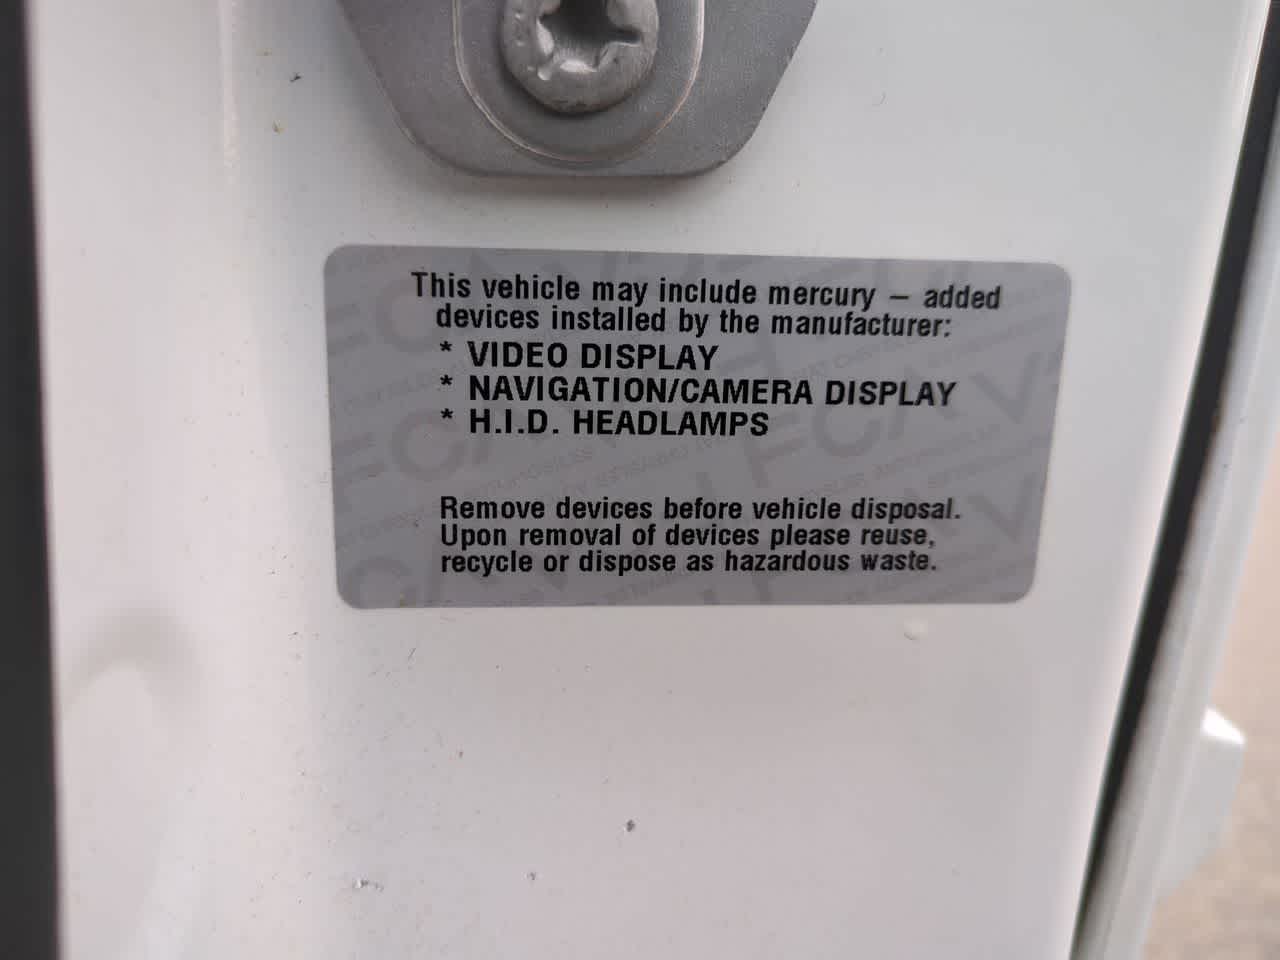 This vehicle may include mercury – added
devices installed by the manufacturer:
* VIDEO DISPLAY
* NAVIGATION/CAMERA DISPLAY
* H.I.D. HEADLAMPS
Remove devices before vehicle disposal.
Upon removal of devices please reuse,
recycle or dispose as hazardous waste.